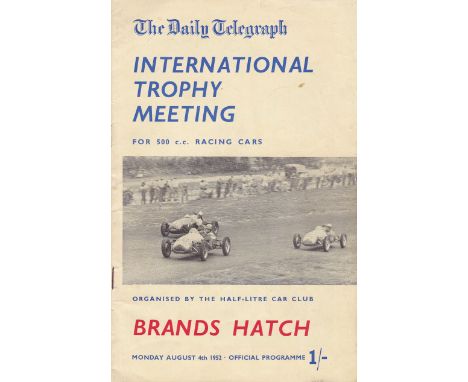 The Daily Telegraph
INTERNATIONAL
TROPHY
MEETING
FOR 500 c.c. RACING CARS
ORGANISED BY THE HALF-LITRE CAR CLUB
BRANDS HATCH
MONDAY AUGUST 4th 1952 · OFFICIAL PROGRAMME 1/-